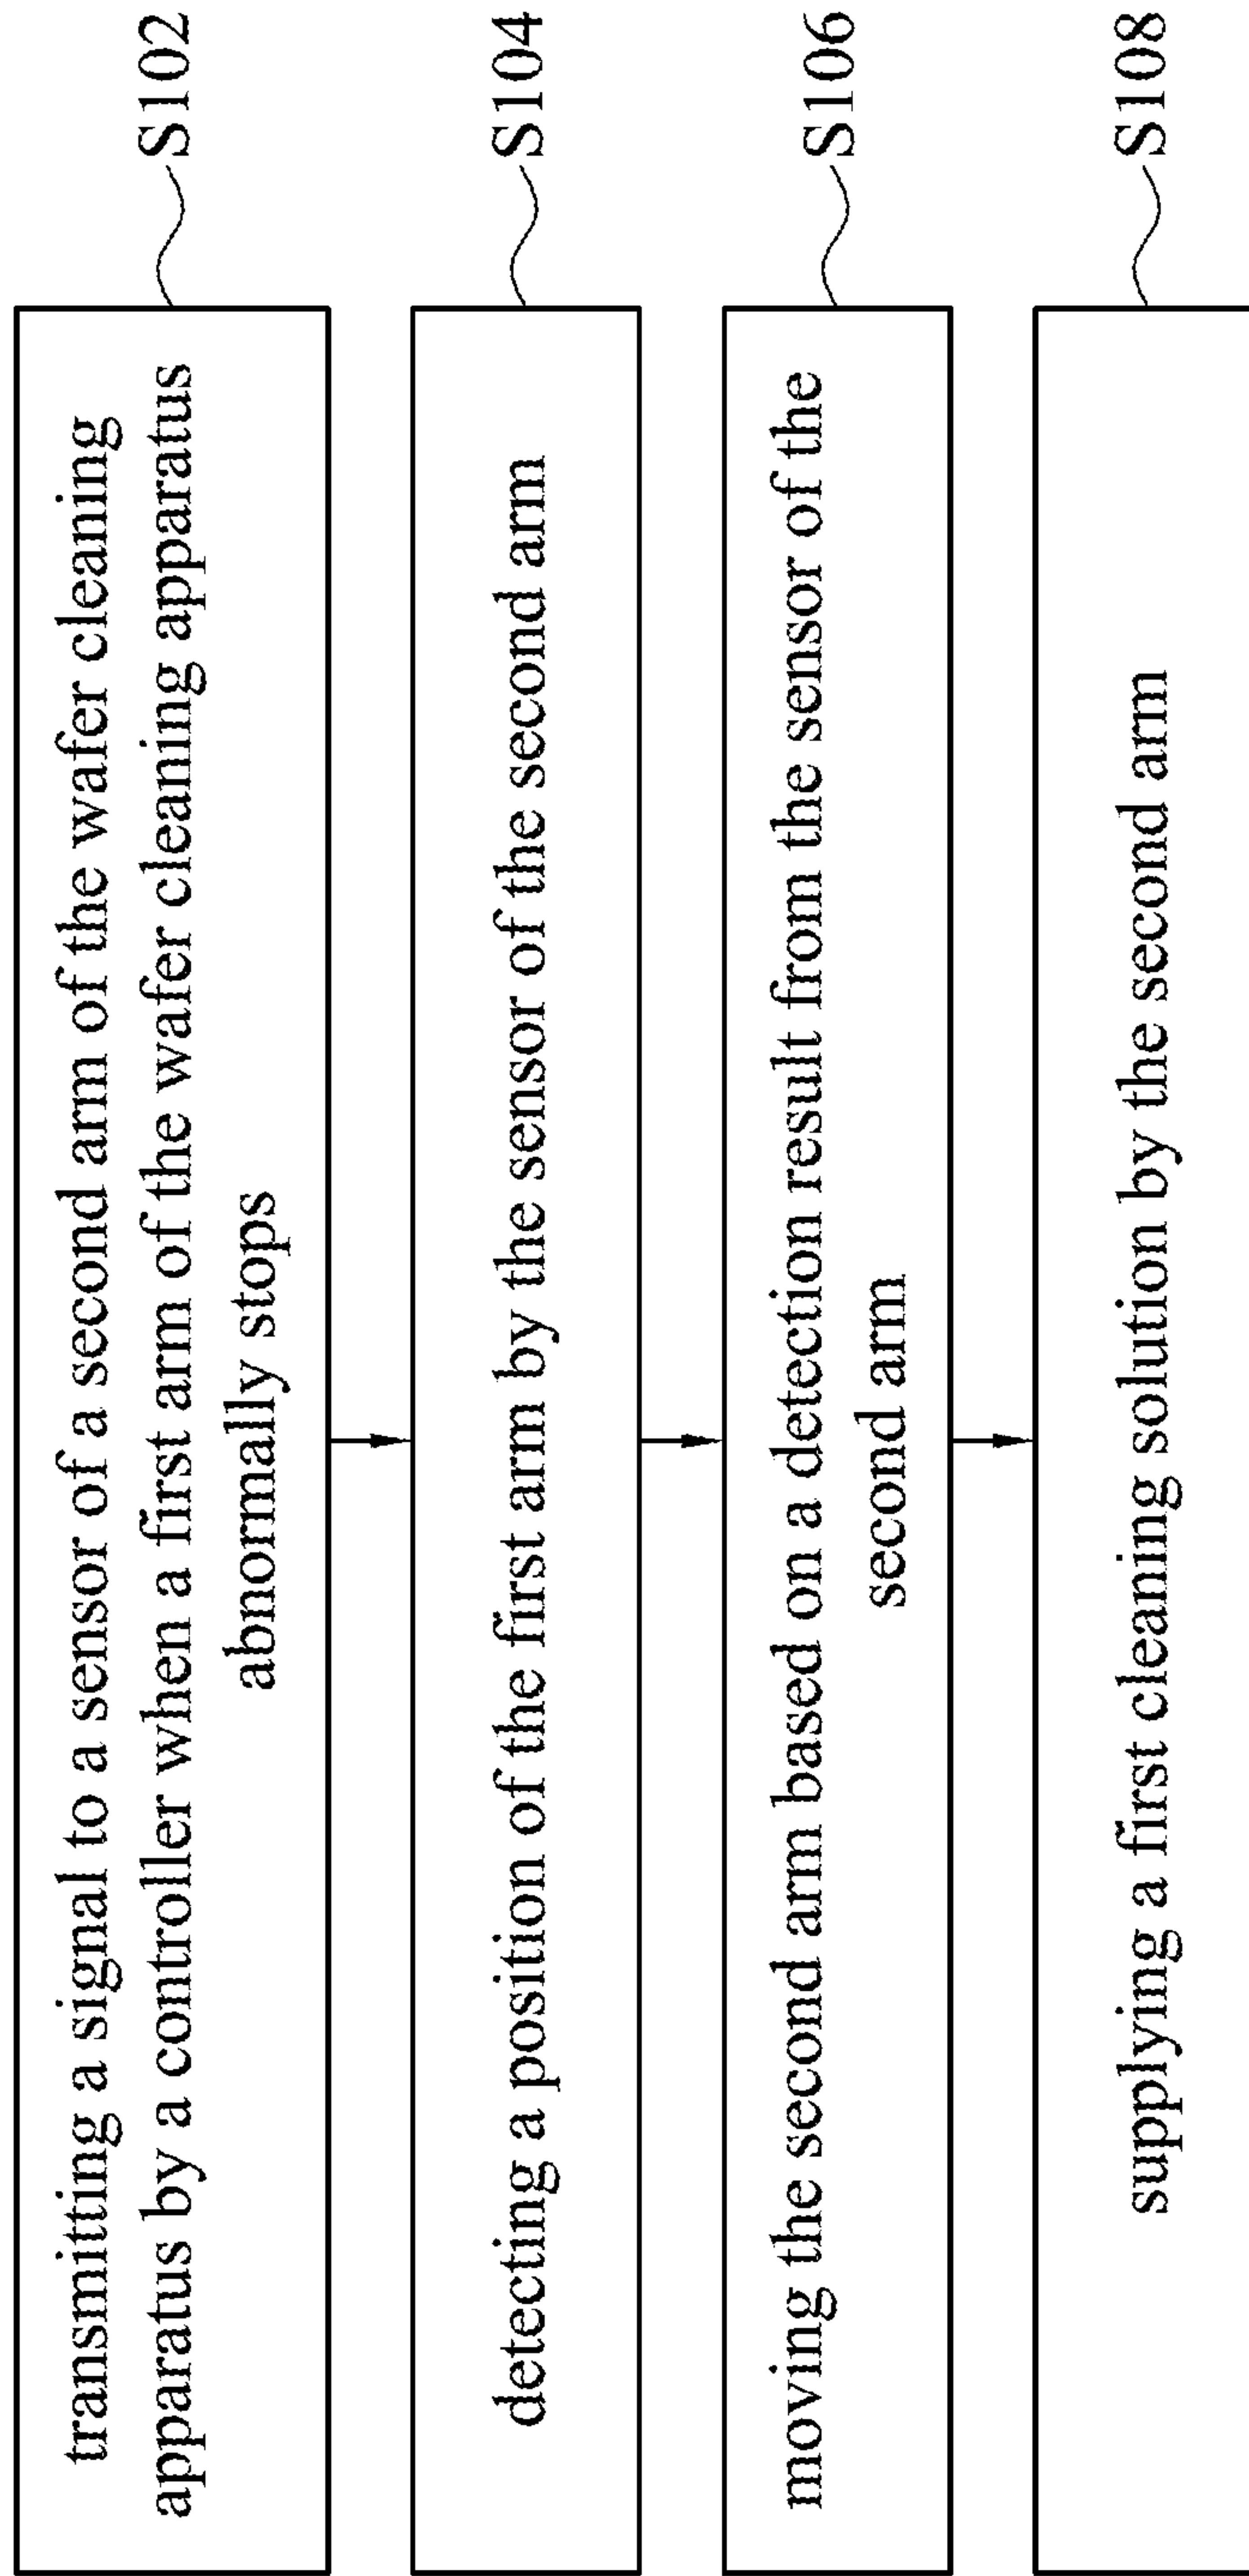 transmitting a signal to a sensor of a second arm of the wafer cleaning
apparatus by a controller when a first arm of the wafer cleaning apparatus
abnormally stops
S102
detecting a position of the first arm by the sensor of the second arm
S104
moving the second arm based on a detection result from the sensor of the
second arm
S106
supplying a first cleaning solution by the second arm
S108